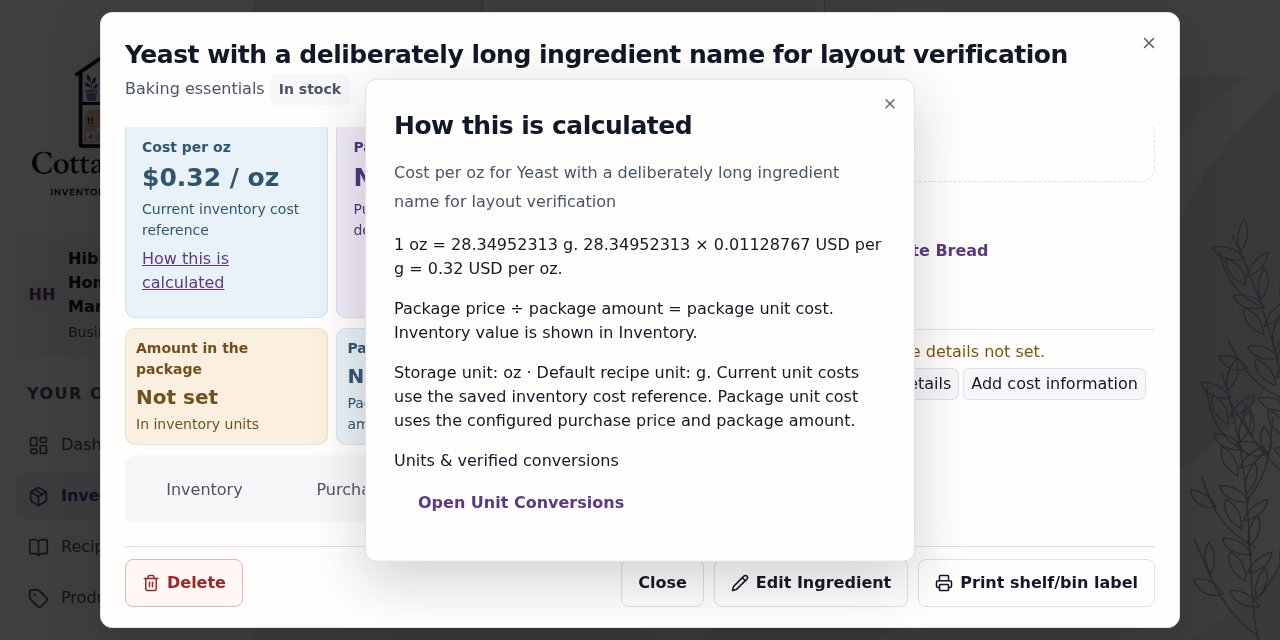 Yeast with a deliberately long ingredient name for layout verification
Baking essentials In stock
Cost per oz
$0.32 / oz
Current inventory cost
reference
How this is
calculated
Amount in the
package
Not set
In inventory units
Inventory
How this is calculated
Cost per oz for Yeast with a deliberately long ingredient
name for layout verification
1 oz = 28.34952313 g. 28.34952313 × 0.01128767 USD per
g = 0.32 USD per oz.
Package price ÷ package amount = package unit cost.
Inventory value is shown in Inventory.
Storage unit: oz · Default recipe unit: g. Current unit costs
use the saved inventory cost reference. Package unit cost
uses the configured purchase price and package amount.
Units & verified conversions
Open Unit Conversions
Bread
details not set.
Add cost information
Delete
Close
Edit Ingredient
Print shelf/bin label
HH
YOUR